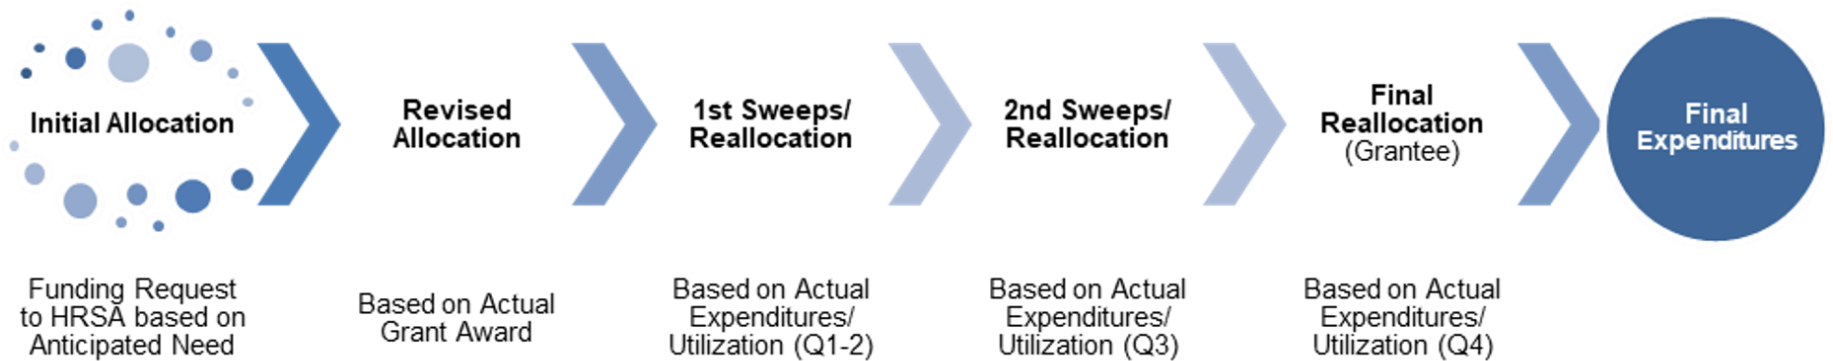 Initial Allocation
Revised
Allocation
1st Sweeps/
Reallocation
2nd Sweeps/
Reallocation
Final
Reallocation
(Grantee)
Final
Expenditures
Funding Request
to HRSA based on
Anticipated Need
Based on Actual
Grant Award
Based on Actual
Expenditures/
Utilization (Q1-2)
Based on Actual
Expenditures/
Utilization (Q3)
Based on Actual
Expenditures/
Utilization (Q4)